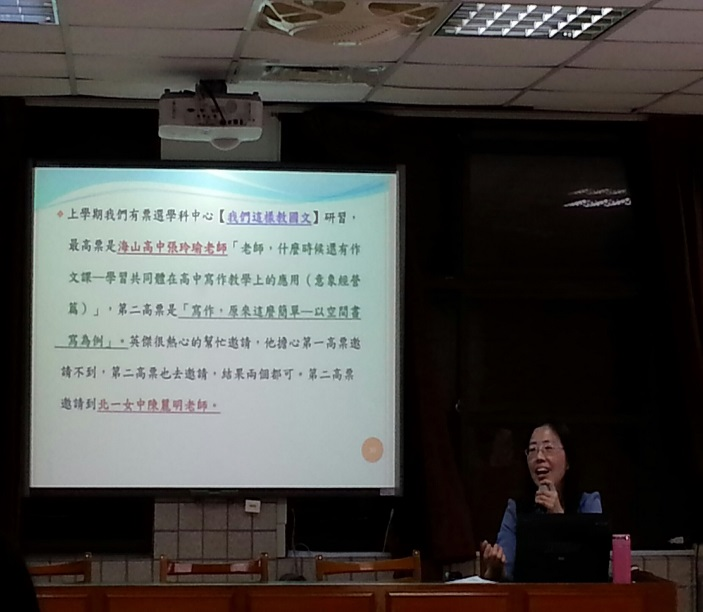 上學期我們有票選學科中心【我們這樣教國文】研習，
最高票是海山高中張玲瑜老師「老師，什麼時候還有作
文課—學習共同體在高中寫作教學上的應用（意象經營
篇）」，第二高票是「寫作，原來這麼簡單—以空間書
寫為例」。英傑很熱心的幫忙邀請，他擔心第一高票邀
請不到，第二高票也去邀請，結果兩個都可。第二高票
邀請到北一女中陳麗明老師。